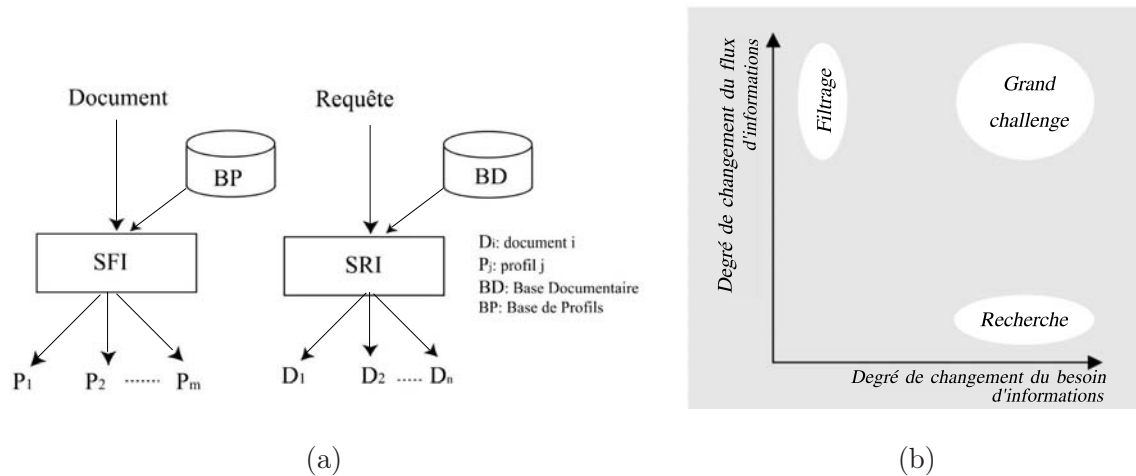 Document
Requête
BP
BD
SFI
SRI
Di: document i
Pj: profil j
BD: Base Documentaire
BP: Base de Profils
P1 P2 ...... Pm
D1 D2 ..... Dn
(a)
Degré de changement du flux
d'informations
Filtrage
Grand
challenge
Recherche
Degré de changement du besoin
d'informations
(b)